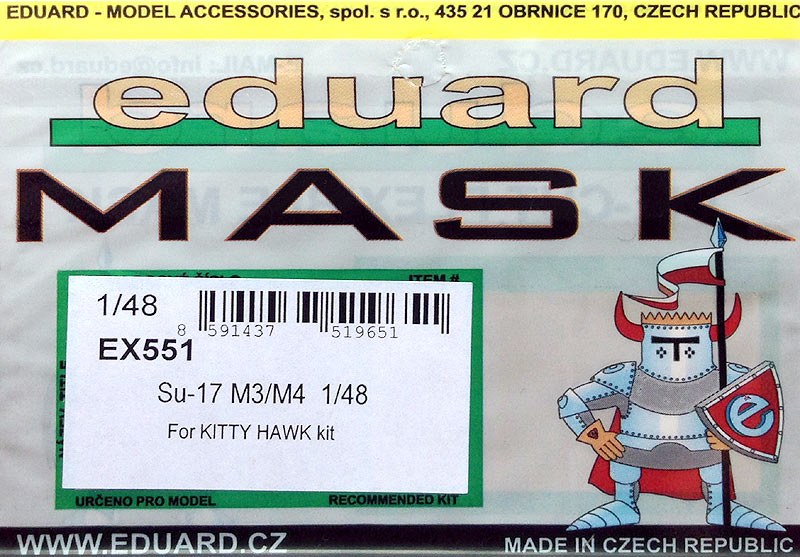 EDUARD - MODEL ACCESSORIES, spol. s r.o., 435 21 OBRNICE 170, CZECH REPUBLIC
eduard
MASK
ITEM #
1/48
8 591437 519651
EX551
Su-17 M3/M4 1/48
For KITTY HAWK kit
e
URČENO PRO MODEL RECOMMENDED KIT
WWW.EDUARD.CZ MADE IN CZECH REPUBLIC